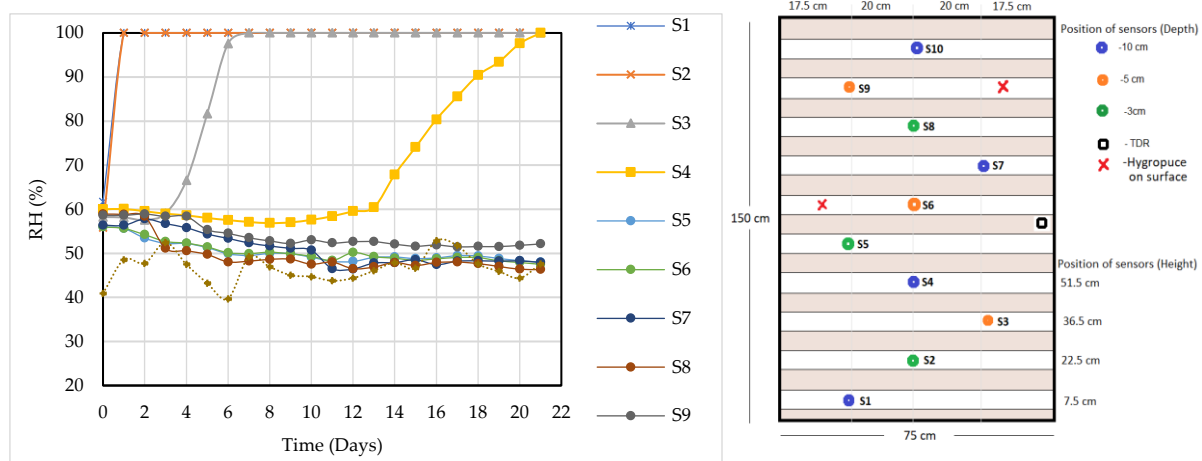 100
100
90
80
70
60
50
40
30
20
RH (%)
0 2 4 6 8 10 12 14 16 18 20 22
Time (Days)
S1
S2
S3
S4
S5
S6
S7
S8
S9
17.5 cm 20 cm 20 cm 17.5 cm
S10
S9
S8
S7
S6
S5
S4
S3
S2
S1
150 cm
75 cm
Position of sensors (Depth)
-10 cm
-5 cm
-3cm
- TDR
-Hygropuce
on surface
Position of sensors (Height)
51.5 cm
36.5 cm
22.5 cm
7.5 cm